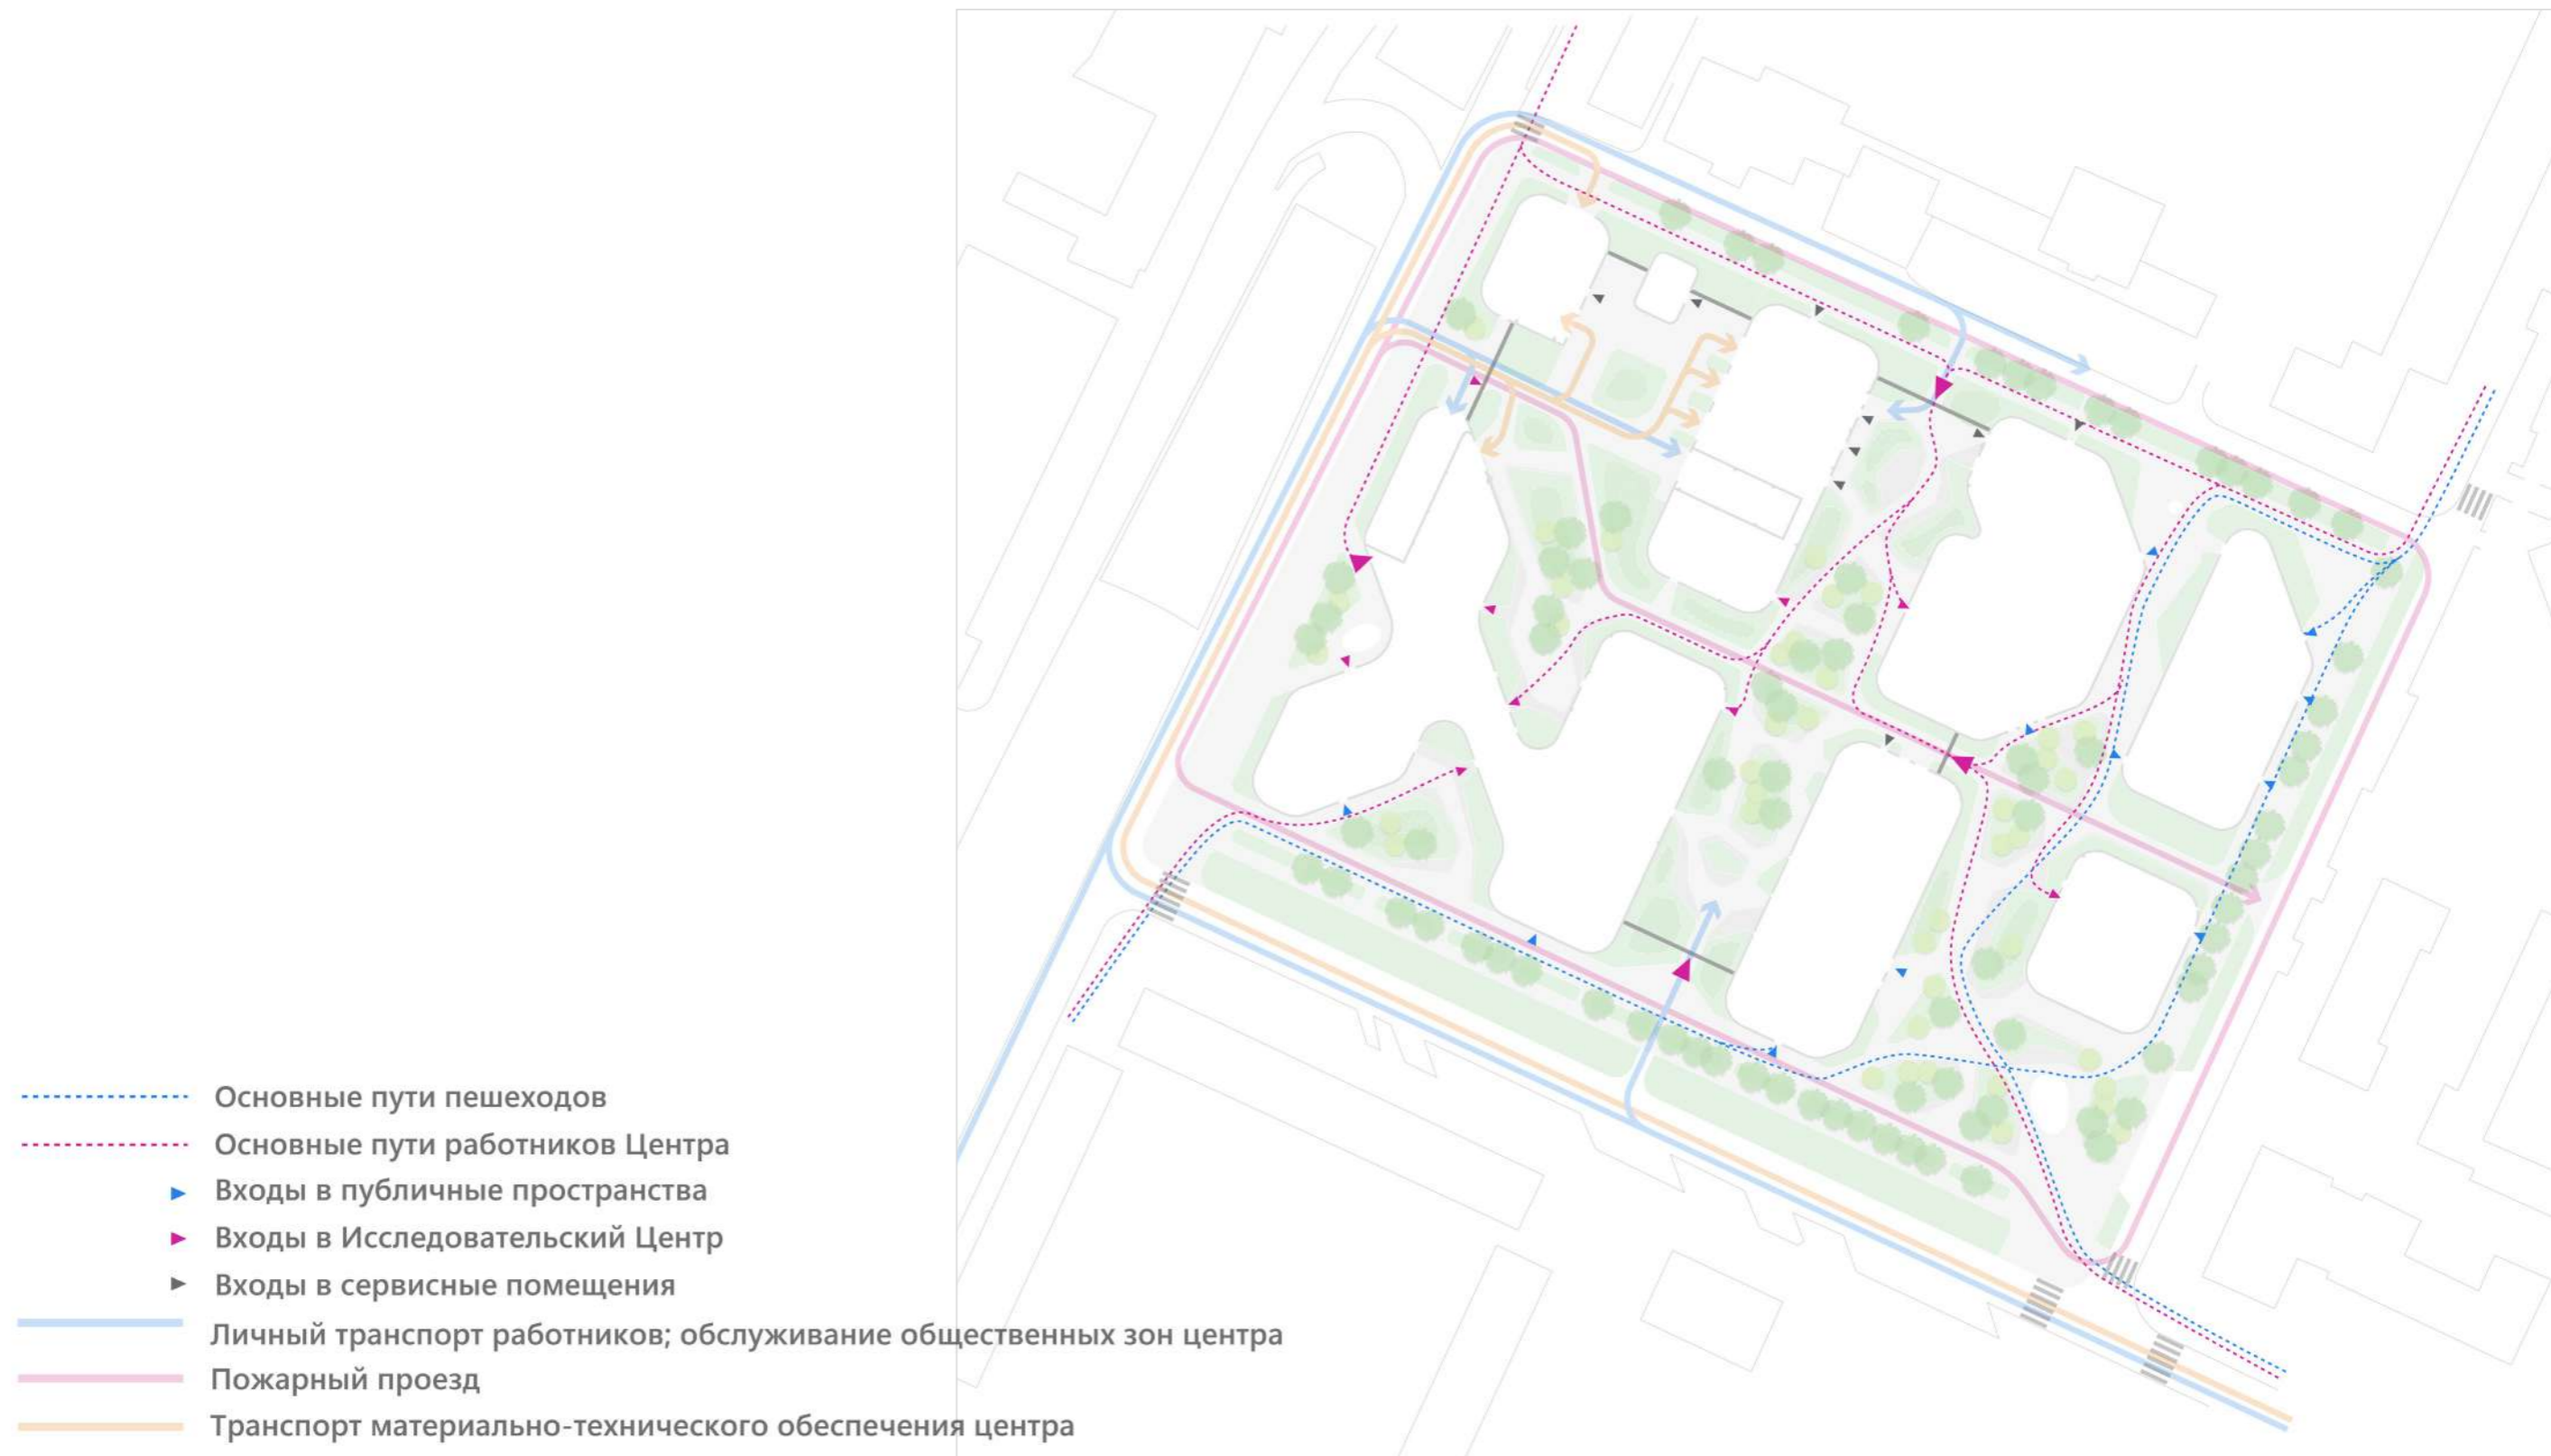 Основные пути пешеходов
Основные пути работников Центра
Входы в публичные пространства
Входы в Исследовательский Центр
Входы в сервисные помещения
Личный транспорт работников; обслуживание общественных зон центра
Пожарный проезд
Транспорт материально-технического обеспечения центра